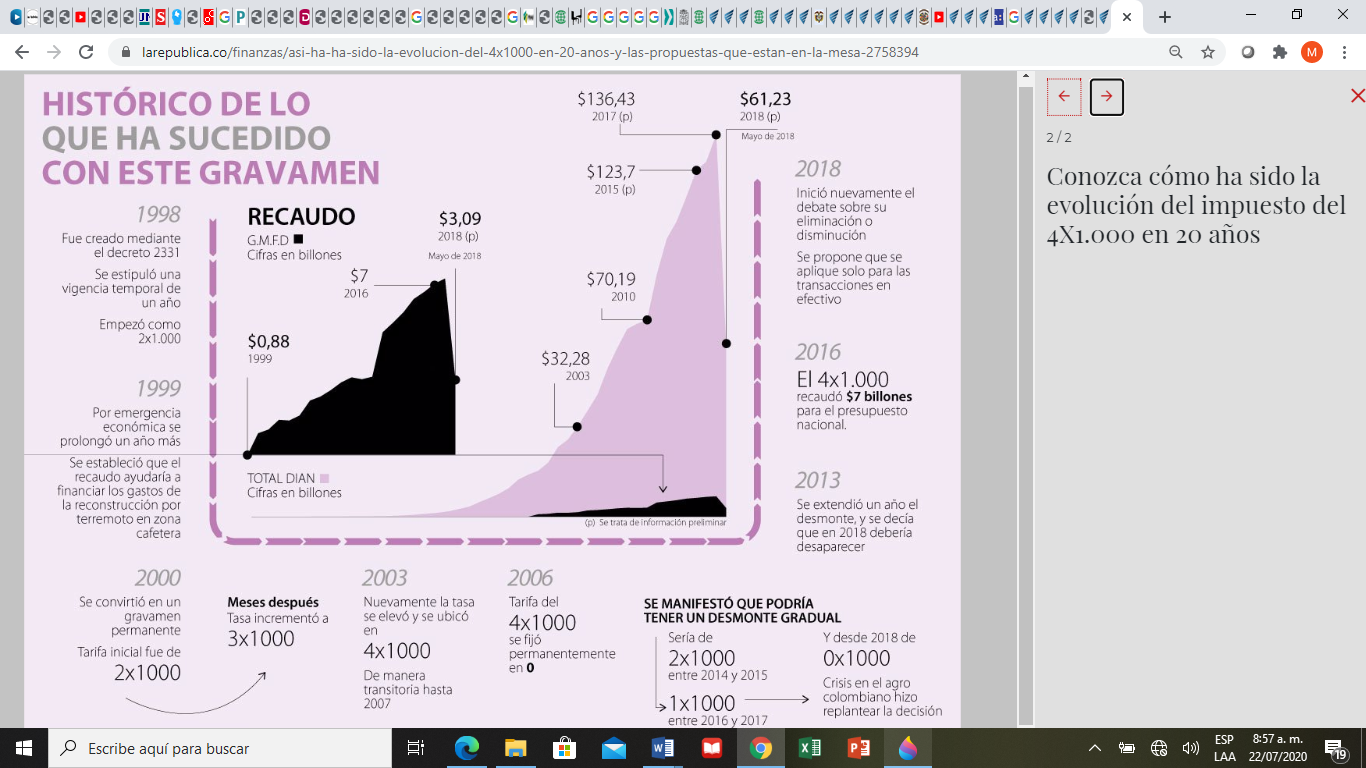 larepublica.co/finanzas/asi-ha-ha-sido-la-evolucion-del-4x1000-en-20-anos-y-las-propuestas-que-estan-en-la-mesa-2758394
M
HISTÓRICO DE LO
QUE HA SUCEDIDO
CON ESTE GRAVAMEN
1998
Fue creado mediante
el decreto 2331
Se estipuló una
vigencia temporal de
un año
Empezó como
2x1.000
1999
Por emergencia
económica se
prolongó un año más
Se estableció que el
recaudo ayudaría a
financiar los gastos de
la reconstrucción por
terremoto en zona
cafetera
RECAUDO
G.M.F.D
Cifras en billones
$0,88
1999
$7
2016
$3,09
2018 (p)
Mayo de 2018
TOTAL DIAN
Cifras en billones
$32,28
2003
$70,19
2010
$123,7
2015 (p)
$136,43
2017 (p)
$61,23
2018 (p)
Mayo de 2018
(p) Se trata de información preliminar
2018
Inició nuevamente el
debate sobre su
eliminación o
disminución
Se propone que se
aplique solo para las
transacciones en
efectivo
2016
El 4x1.000
recaudó $7 billones
para el presupuesto
nacional.
2013
Se extendió un año el
desmonte, y se decía
que en 2018 debería
desaparecer
2000
Se convirtió en un
gravamen
permanente
Tarifa inicial fue de
2x1000
Meses después
Tasa incrementó a
3x1000
2003
Nuevamente la tasa
se elevó y se ubicó
en
4x1000
De manera
transitoria hasta
2007
2006
Tarifa del
4x1000
se fijó
permanentemente
en 0
SE MANIFESTÓ QUE PODRÍA
TENER UN DESMONTE GRADUAL
Sería de
2x1000
entre 2014 y 2015
1x1000
entre 2016 y 2017
Y desde 2018 de
0x1000
Crisis en el agro
colombiano hizo
replantear la decisión
2 / 2
Conozca cómo ha sido la
evolución del impuesto del
4X1.000 en 20 años
Escribe aquí para buscar
ESP
LAA
8:57 a. m.
22/07/2020
19